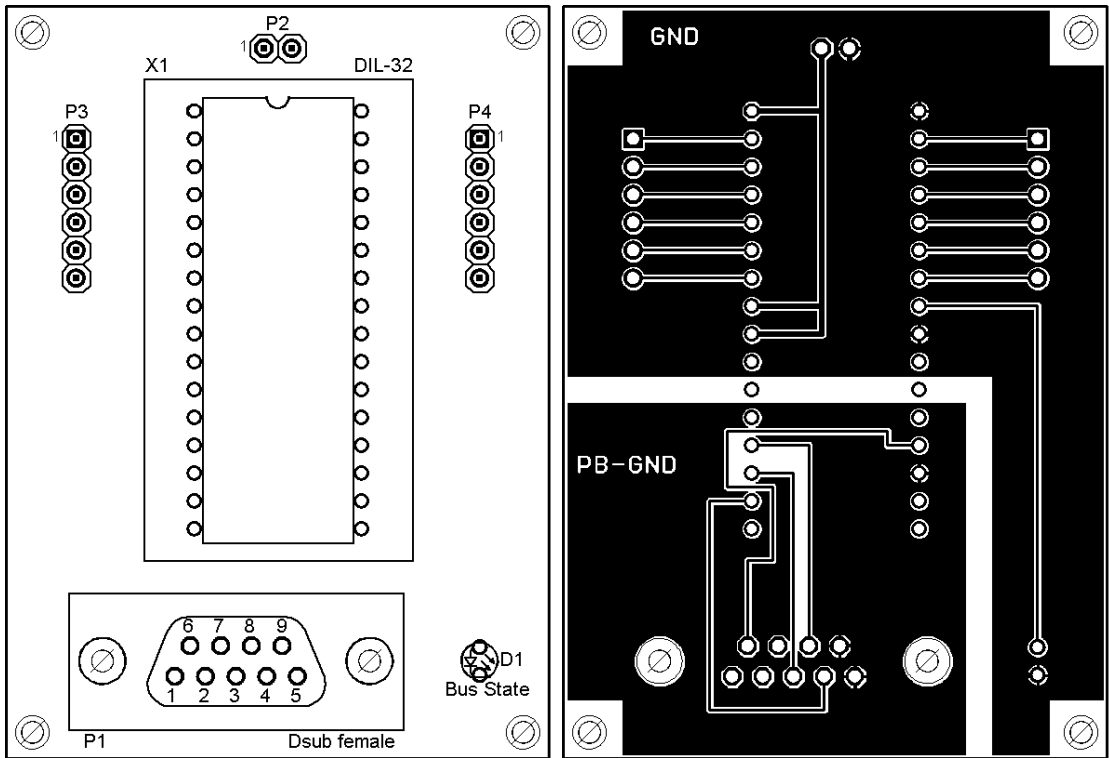 P2
1
X1 DIL-32
P3
1
P4
1
6 7 8 9
1 2 3 4 5
D1
Bus State
P1 Dsub female
GND
PB-GND